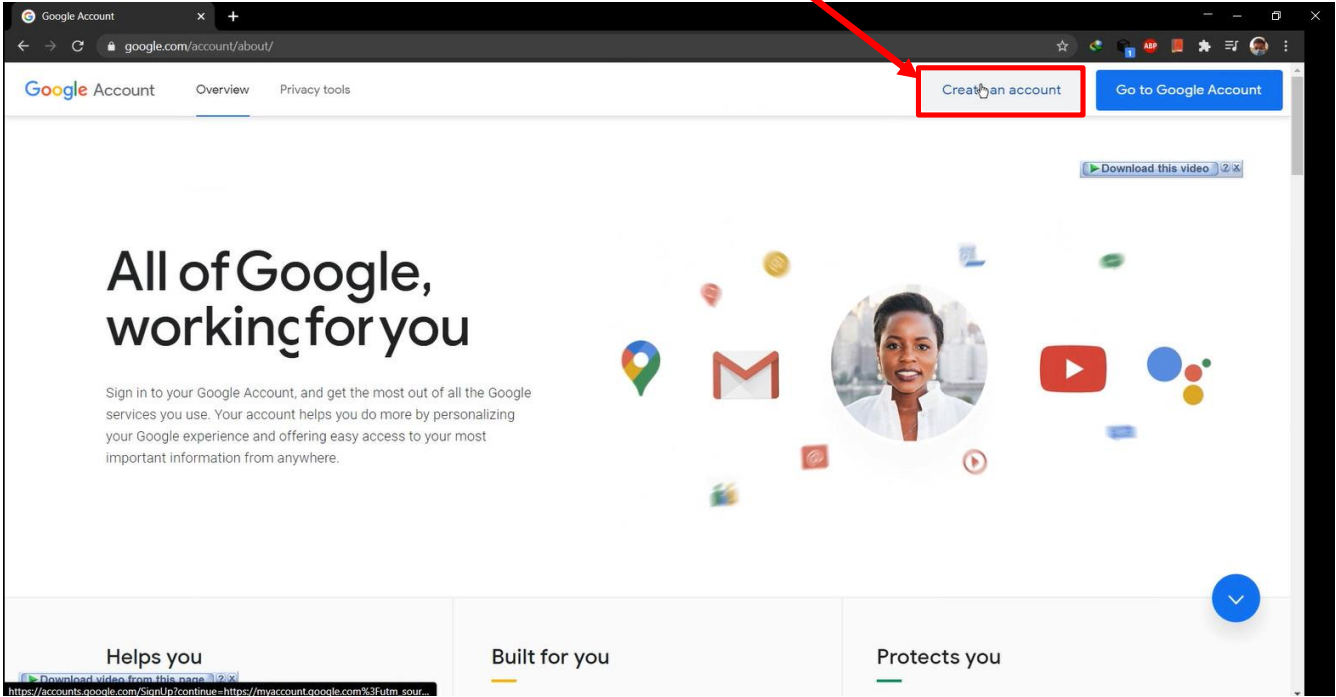 Google Account
google.com/account/about/
1
ABP
Google Account Overview Privacy tools Create an account Go to Google Account
Download this video ? x
All of Google,
working for you
Sign in to your Google Account, and get the most out of all the Google
services you use. Your account helps you do more by personalizing
your Google experience and offering easy access to your most
important information from anywhere.
Helps you Built for you Protects you
Download video from this page ? x
https://accounts.google.com/SignUp?continue=https://myaccount.google.com%3Futm_sour...